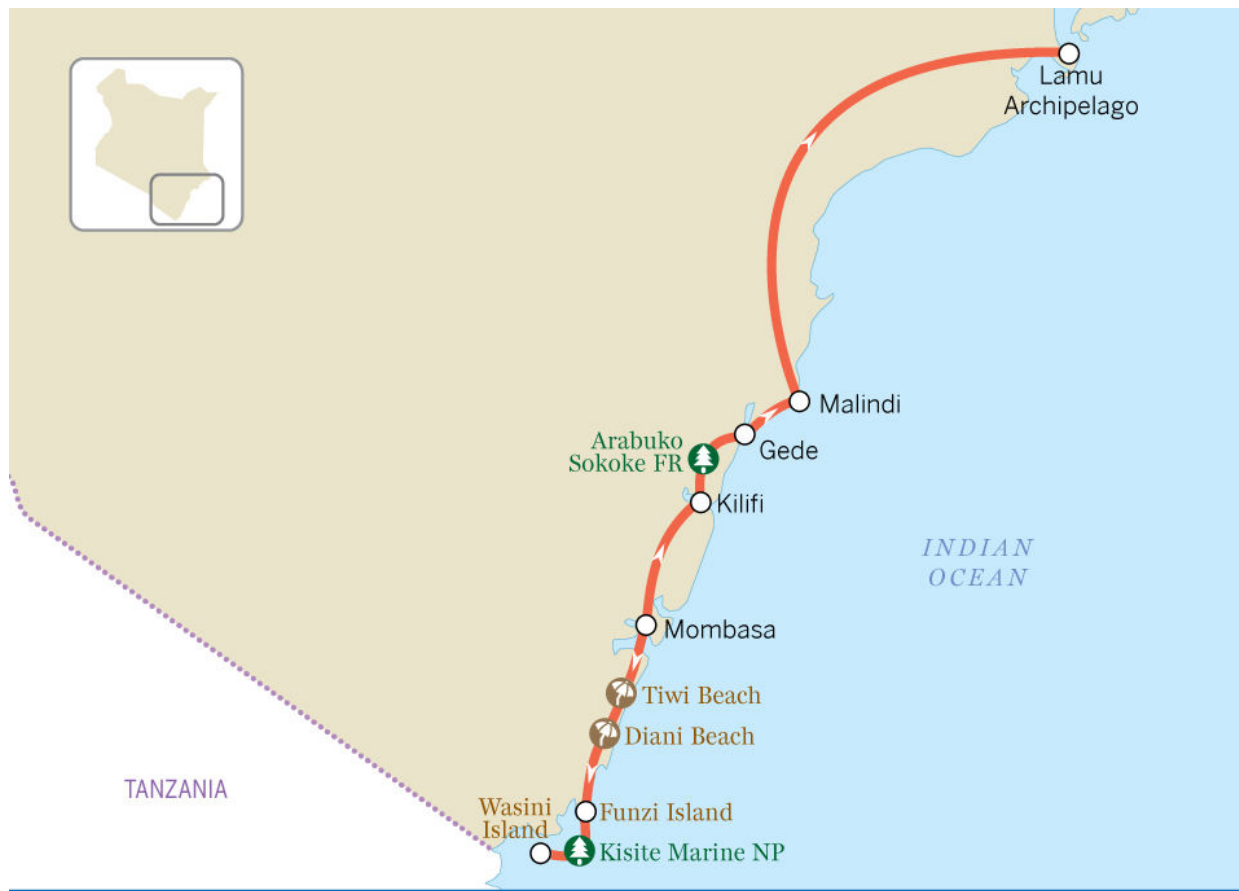 Lamu
Archipelago
Malindi
Arabuko
Sokoke FR
Gede
Kilifi
INDIAN
OCEAN
Mombasa
Tiwi Beach
Diani Beach
TANZANIA
Wasini
Island
Funzi Island
Kisite Marine NP